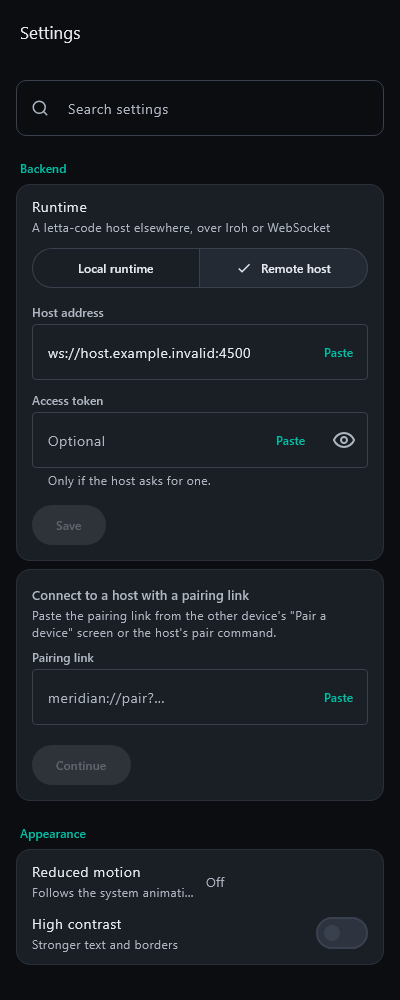 Settings
Search settings
Backend
Runtime
A letta-code host elsewhere, over Iroh or WebSocket
Local runtime
Remote host
Host address
ws://host.example.invalid:4500
Paste
Access token
Optional
Paste
Only if the host asks for one.
Save
Connect to a host with a pairing link
Paste the pairing link from the other device's "Pair a
device" screen or the host's pair command.
Pairing link
meridian://pair?...
Paste
Continue
Appearance
Reduced motion
Follows the system animati...
Off
High contrast
Stronger text and borders